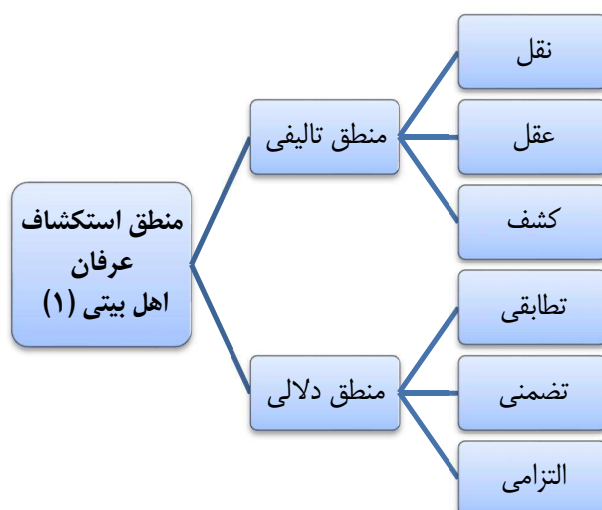 منطق استکشاف
عرفان
اهل بیتی (۱)
منطق تالیفی
نقل
عقل
کشف
منطق دلالی
تطابقی
تضمنی
التزامی